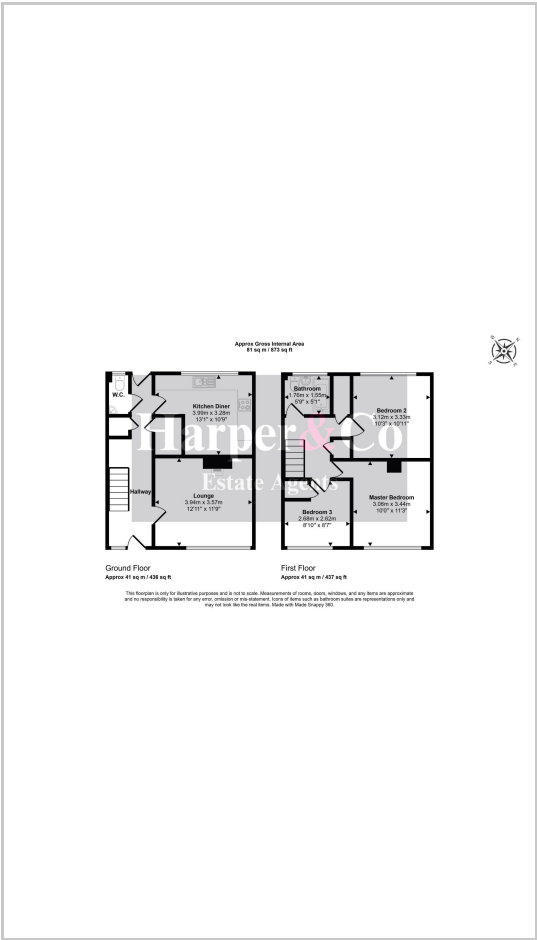 Approx Gross Internal Area
81 sq m / 873 sq ft
W.C.
Kitchen Diner
3.99m x 3.28m
13'1" x 10'9"
Hallway
Lounge
3.94m x 3.57m
12'11" x 11'9"
Bathroom
1.76m x 1.55m
5'9" x 5'1"
Bedroom 2
3.12m x 3.33m
10'3" x 10'11"
Bedroom 3
2.68m x 2.62m
8'10" x 8'7"
Master Bedroom
3.06m x 3.44m
10'0" x 11'3"
Harper&Co
Estate Agents
Ground Floor
Approx 41 sq m / 436 sq ft
First Floor
Approx 41 sq m / 437 sq ft
This floorplan is only for illustrative purposes and is not to scale. Measurements of rooms, doors, windows, and any items are approximate
and no responsibility is taken for any error, omission or mis-statement. Icons of items such as bathroom suites are representations only and
may not look like the real items. Made with Made Snappy 360.